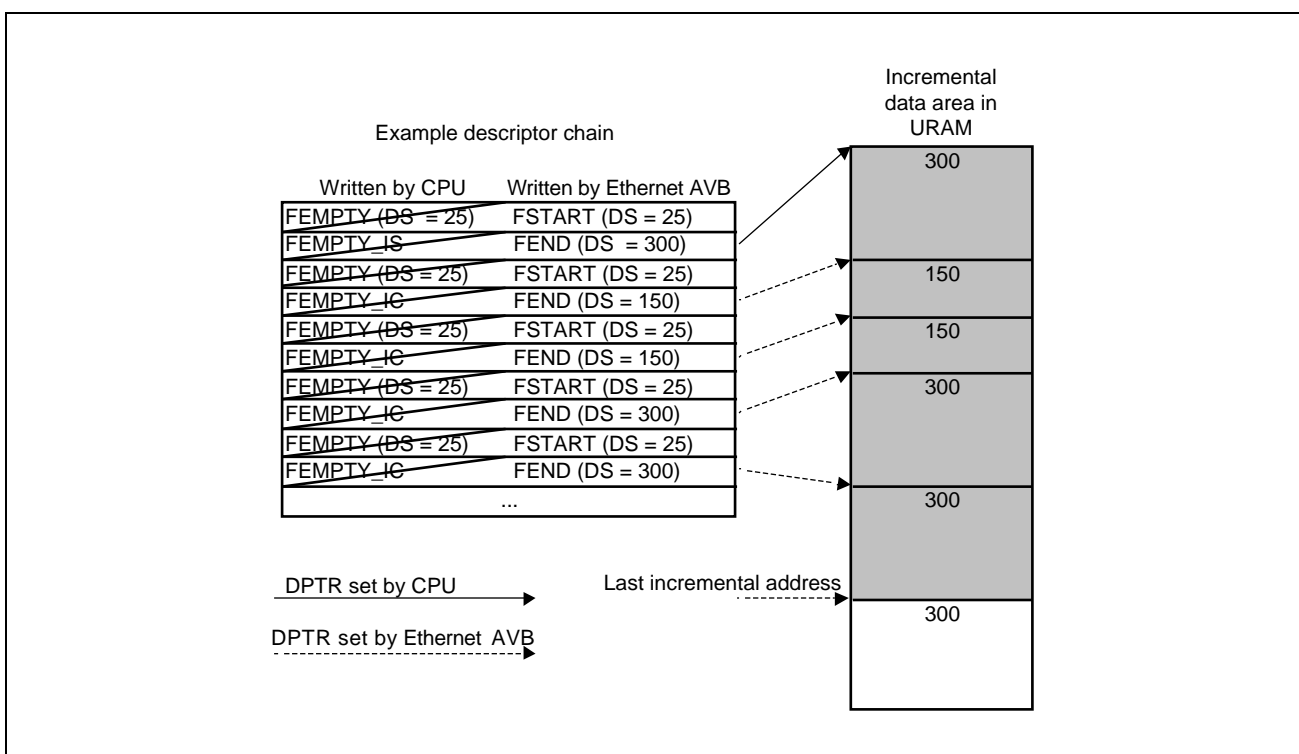 Incremental
data area in
URAM
Example descriptor chain
Written by CPU Written by Ethernet AVB
FEMPTY (DS = 25) FSTART (DS = 25)
FEMPTY_IS FEND (DS = 300)
FEMPTY (DS = 25) FSTART (DS = 25)
FEMPTY_IC FEND (DS = 150)
FEMPTY (DS = 25) FSTART (DS = 25)
FEMPTY_IC FEND (DS = 150)
FEMPTY (DS = 25) FSTART (DS = 25)
FEMPTY_IC FEND (DS = 300)
FEMPTY (DS = 25) FSTART (DS = 25)
FEMPTY_IC FEND (DS = 300)
...
300
150
150
300
300
300
DPTR set by CPU
Last incremental address
DPTR set by Ethernet AVB